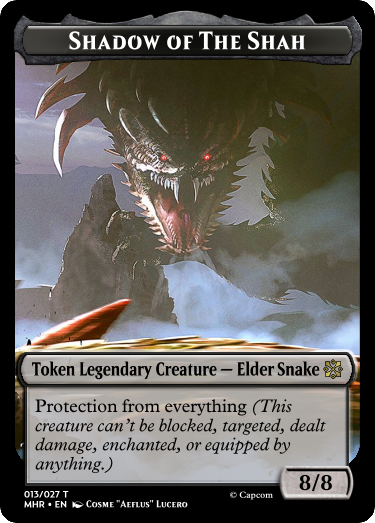 SHADOW OF THE SHAH
Token Legendary Creature — Elder Snake
Protection from everything (This
creature can't be blocked, targeted, dealt
damage, enchanted, or equipped by
anything.)
8/8
013/027 T
MHR • EN COSME "AEFLUS" LUCERO
© Capcom